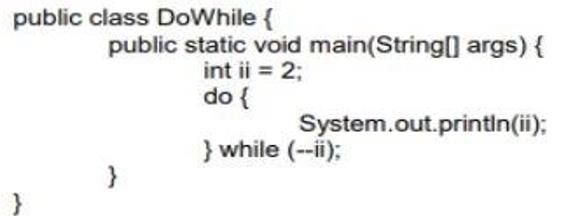 public class DoWhile {
public static void main(String[] args) {
int ii = 2;
do {
System.out.println(ii);
} while (--ii);
}
}